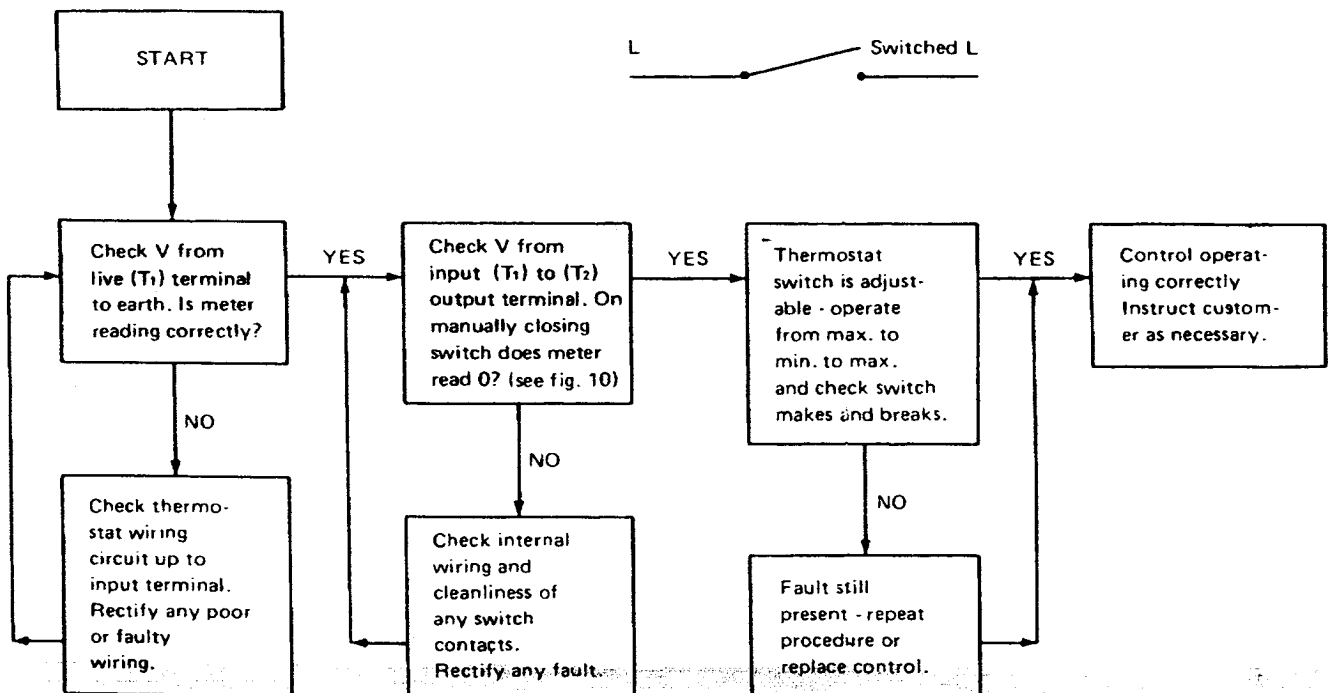 START
L
Switched L
Check V from
live (T₁) terminal
to earth. Is meter
reading correctly?
YES
Check V from
input (T₁) to (T₂)
output terminal. On
manually closing
switch does meter
read 0? (see fig. 10)
YES
Thermostat
switch is adjust-
able - operate
from max. to
min. to max.
and check switch
makes and breaks.
YES
Control operat-
ing correctly
Instruct custom-
er as necessary.
NO
NO
NO
Check thermo-
stat wiring
circuit up to
input terminal.
Rectify any poor
or faulty
wiring.
Check internal
wiring and
cleanliness of
any switch
contacts.
Rectify any fault.
Fault still
present - repeat
procedure or
replace control.